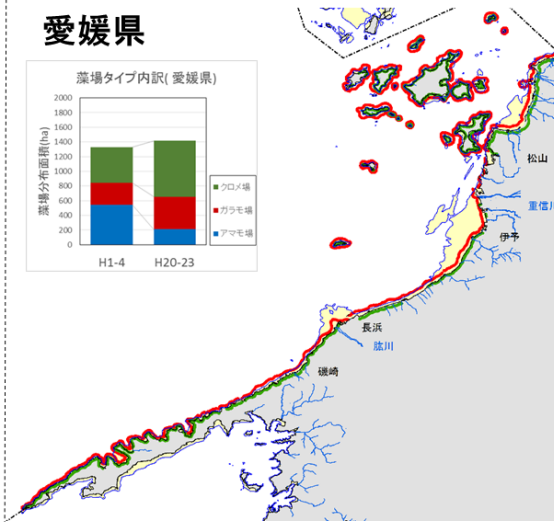 愛媛県
藻場タイプ内訳( 愛媛県)
藻場分布面積(ha)
2000
1800
1600
1400
1200
1000
800
600
400
200
0
H1-4
H20-23
クロメ場
ガラモ場
アマモ場
松山
重信川
伊予
長浜
肱川
磯崎